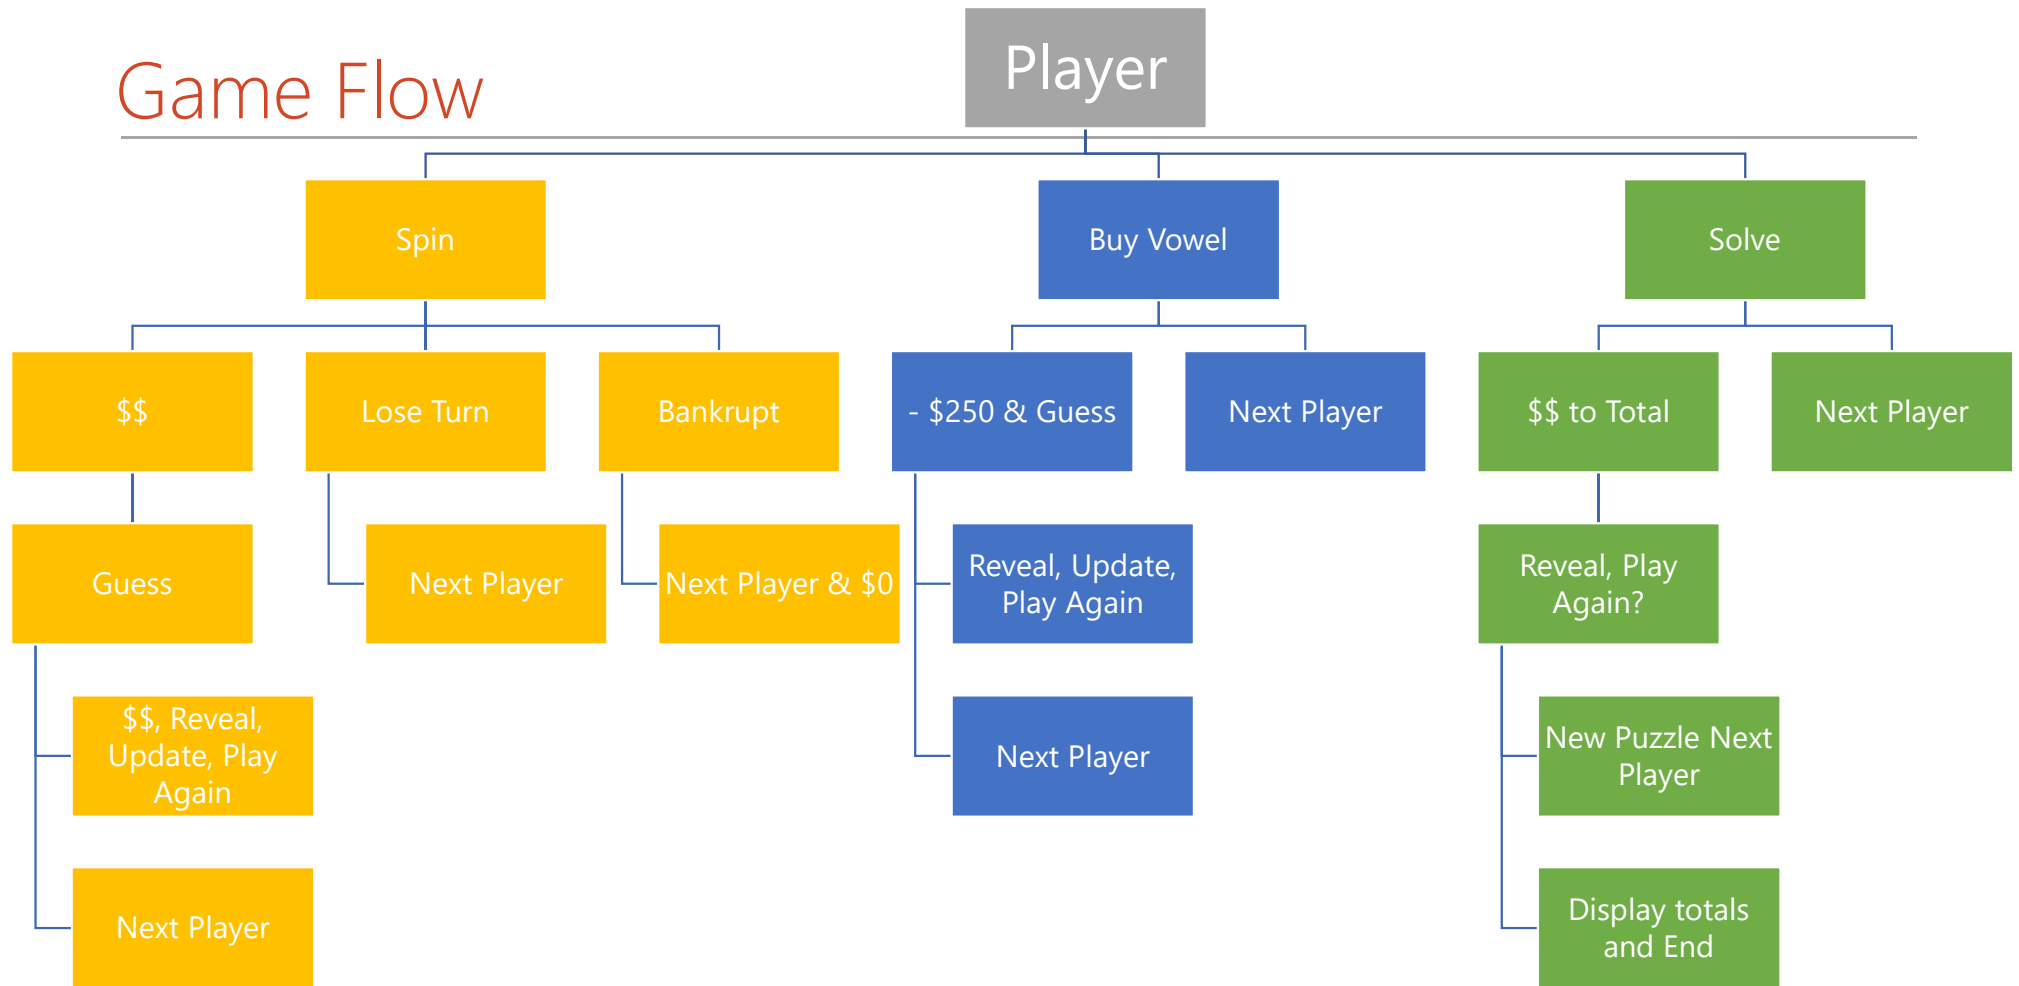 Game Flow
Player
Spin
Buy Vowel
Solve
$$
Lose Turn
Bankrupt
- $250 & Guess
Next Player
$$ to Total
Next Player
Guess
Next Player
Next Player & $0
Reveal, Update,
Play Again
Reveal, Play
Again?
$$, Reveal,
Update, Play
Again
Next Player
New Puzzle Next
Player
Next Player
Display totals
and End